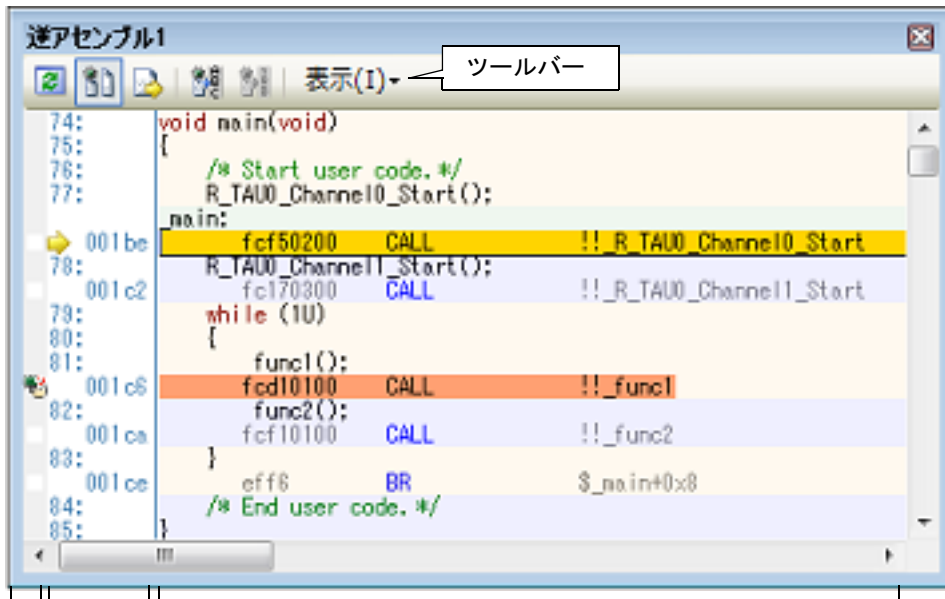 逆アセンブル1
表示(I)
ツールバー
74: void main(void)
75: {
76: /* Start user code. */
77: R_TAU0_Channel0_Start();
_main:
001be fcf50200 CALL !!_R_TAU0_Channel0_Start
78: R_TAU0_Channel1_Start();
001c2 fc170300 CALL !!_R_TAU0_Channel1_Start
79: while (1U)
80: {
81: func1();
001c6 fcd10100 CALL !!_func1
82: func2();
001ca fcf10100 CALL !!_func2
83: }
001ce eff6 BR $_main+0x8
84: /* End user code. */
85: }